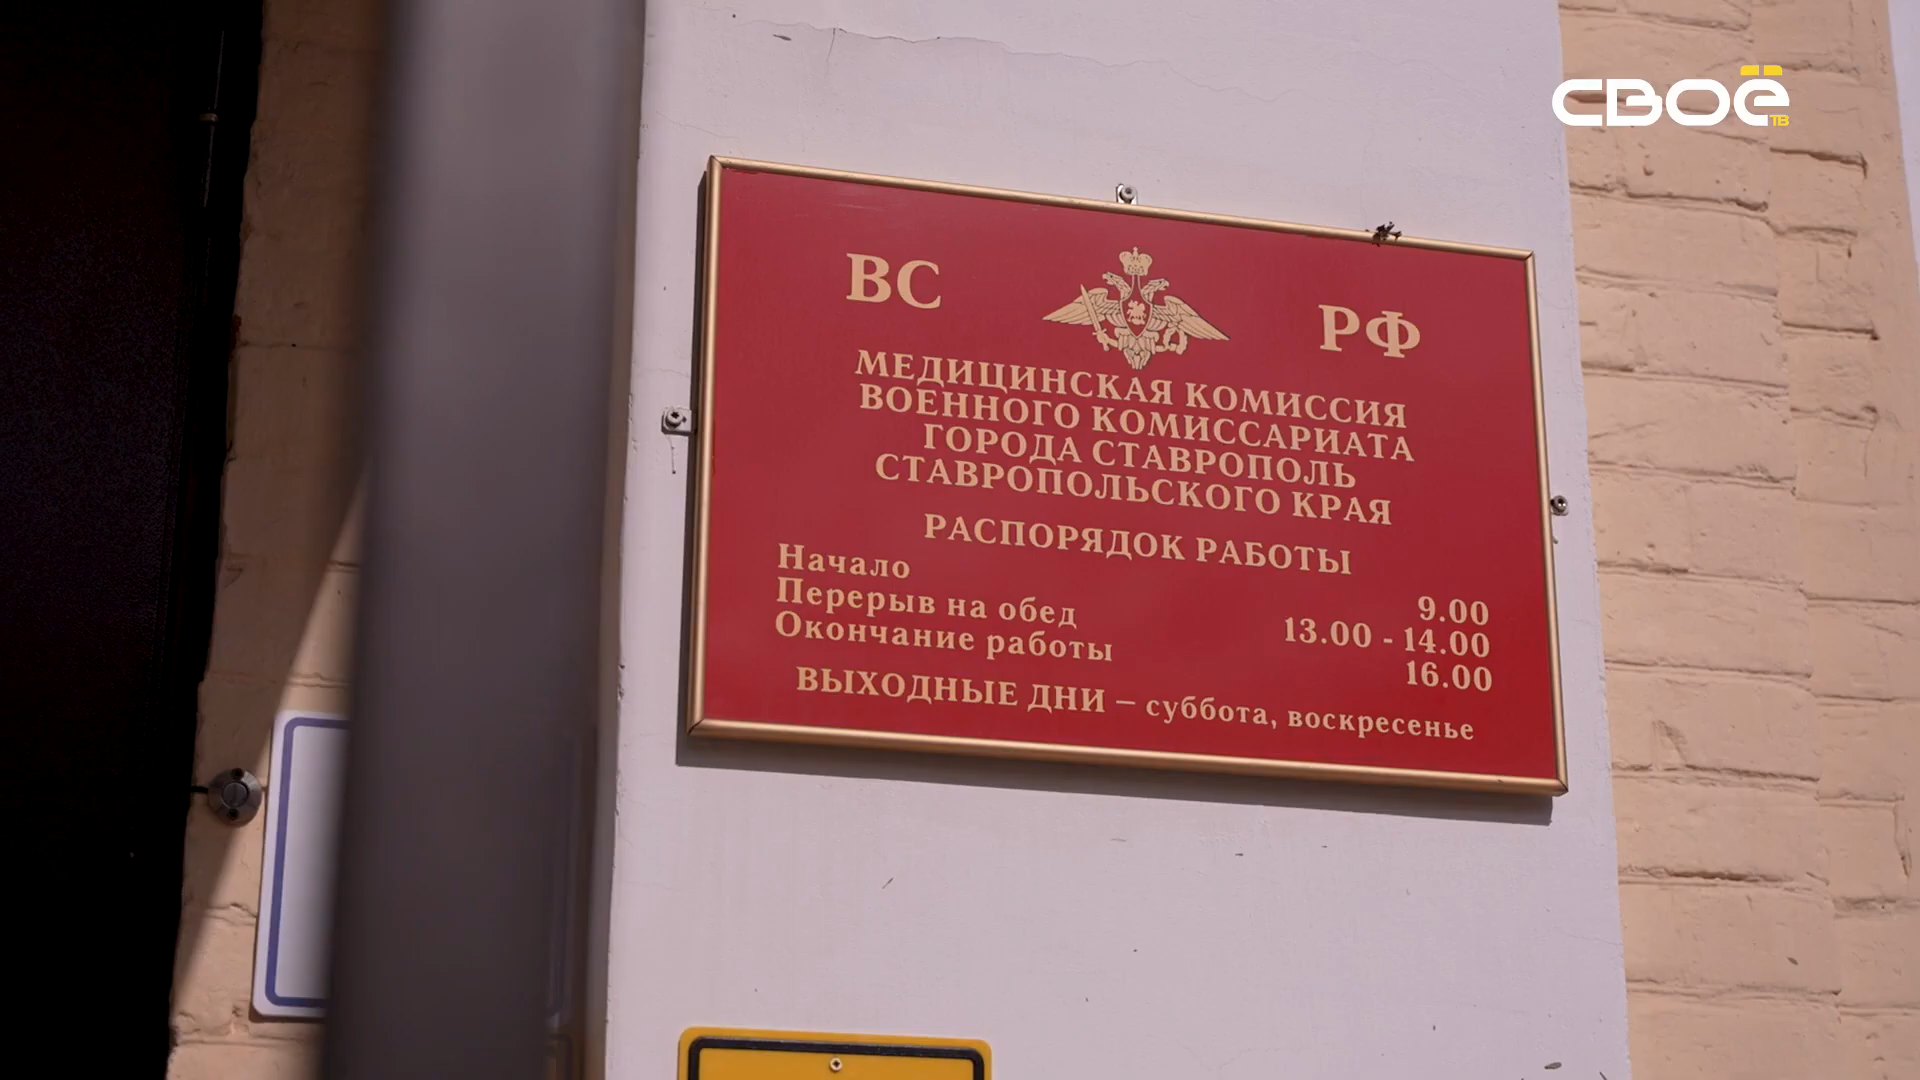 СВОЁ ТВ
ВС РФ
МЕДИЦИНСКАЯ КОМИССИЯ
ВОЕННОГО КОМИССАРИАТА
ГОРОДА СТАВРОПОЛЬ
СТАВРОПОЛЬСКОГО КРАЯ
РАСПОРЯДОК РАБОТЫ
Начало 9.00
Перерыв на обед 13.00 - 14.00
Окончание работы 16.00
ВЫХОДНЫЕ ДНИ – суббота, воскресенье